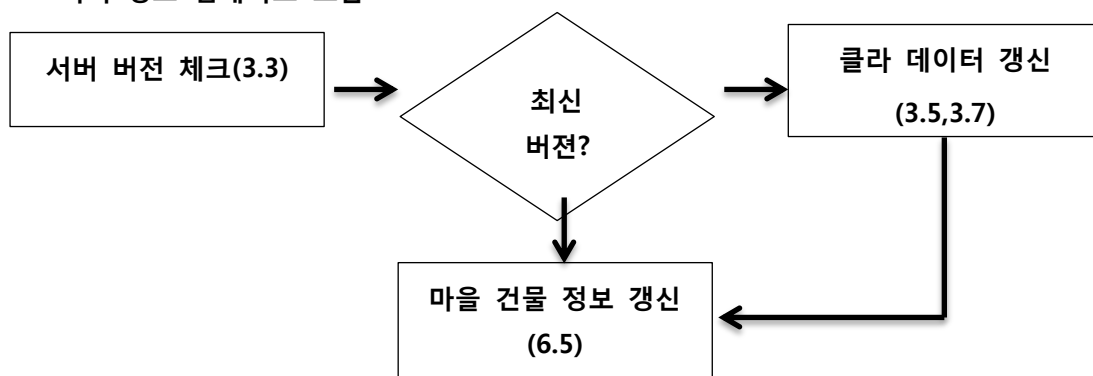 서버 버전 체크(3.3)
최신
버젼?
클라 데이터 갱신
(3.5,3.7)
마을 건물 정보 갱신
(6.5)